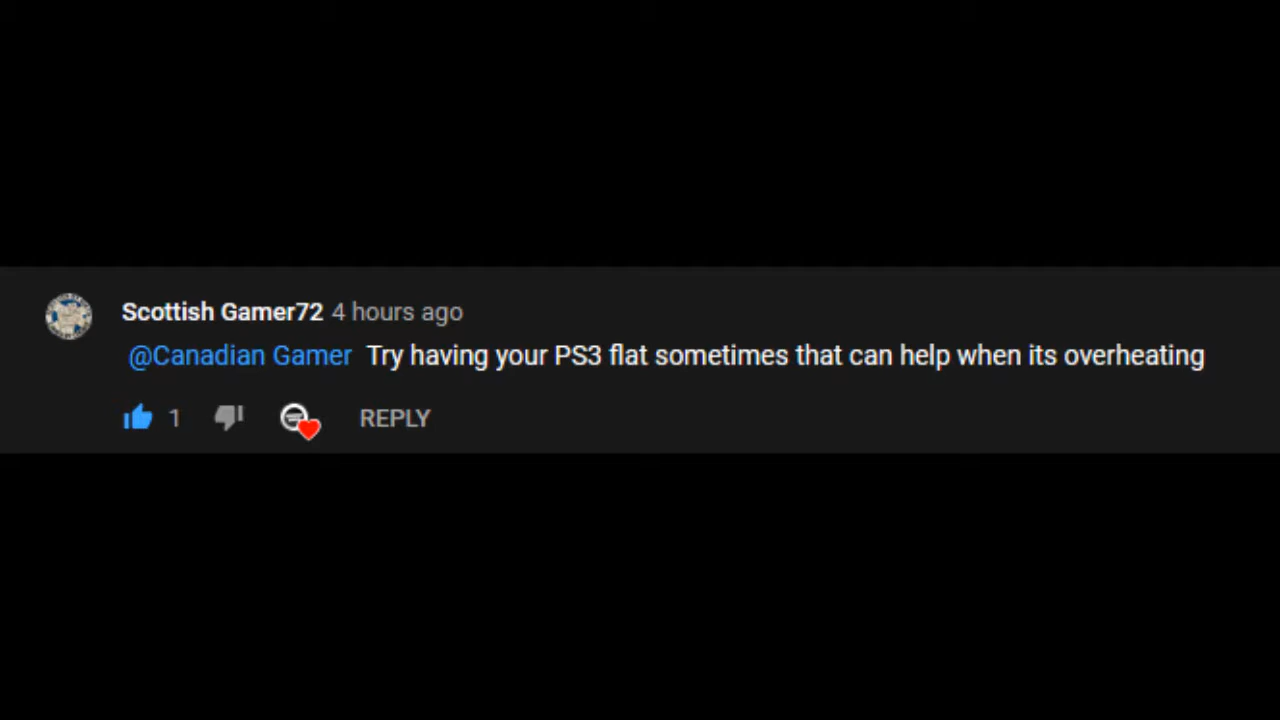 Scottish Gamer72 4 hours ago
@Canadian Gamer Try having your PS3 flat sometimes that can help when its overheating
1 REPLY